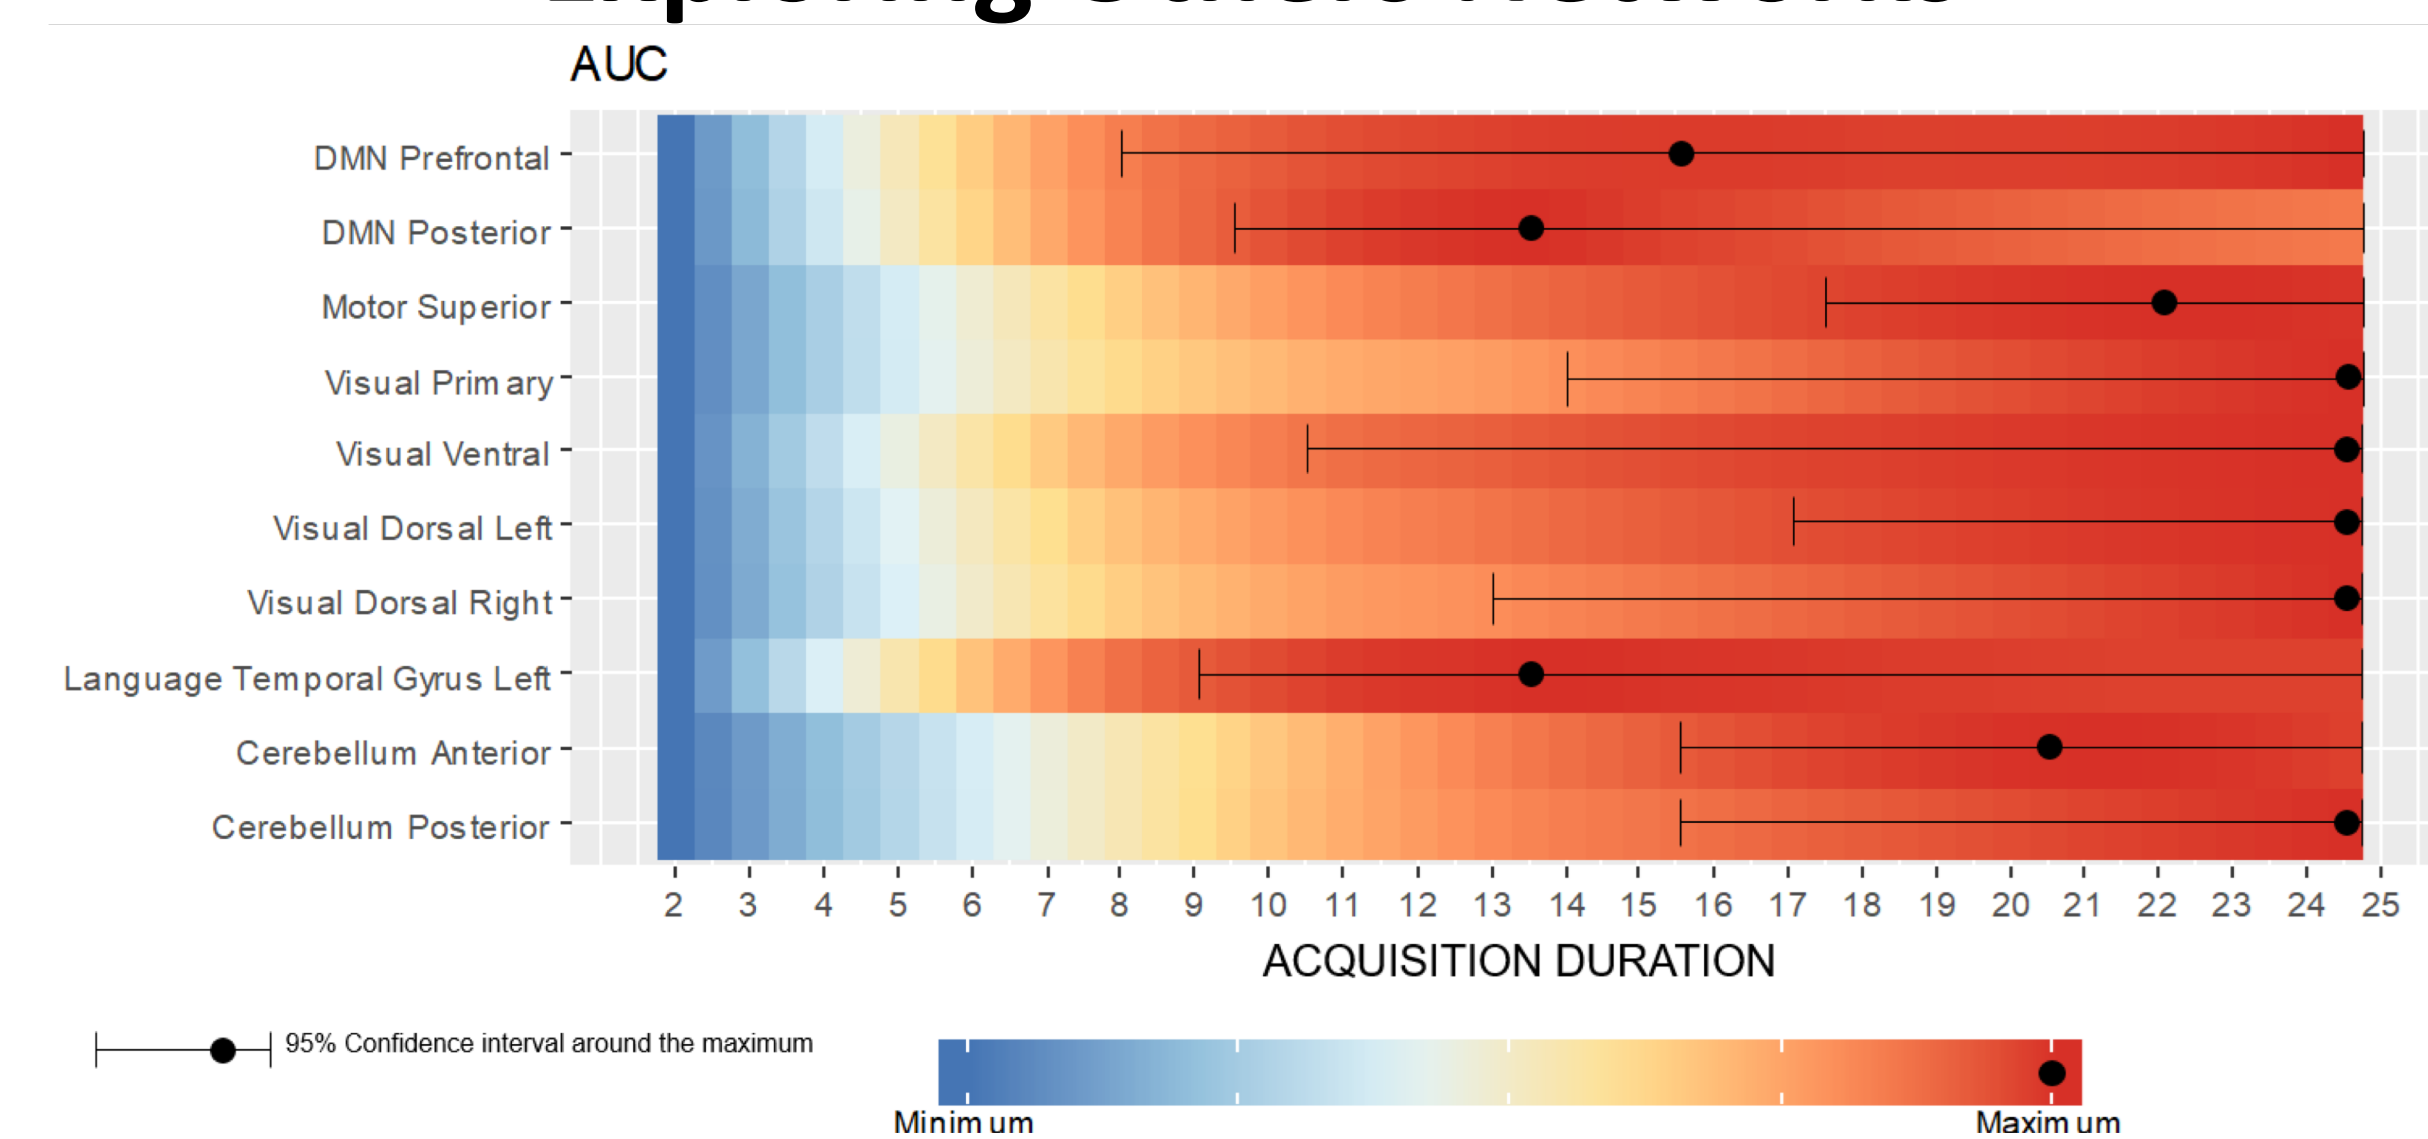 AUC
DMN Prefrontal
DMN Posterior
Motor Superior
Visual Primary
Visual Ventral
Visual Dorsal Left
Visual Dorsal Right
Language Temporal Gyrus Left
Cerebellum Anterior
Cerebellum Posterior
2 3 4 5 6 7 8 9 10 11 12 13 14 15 16 17 18 19 20 21 22 23 24 25
ACQUISITION DURATION
95% Confidence interval around the maximum
Minimum Maximum